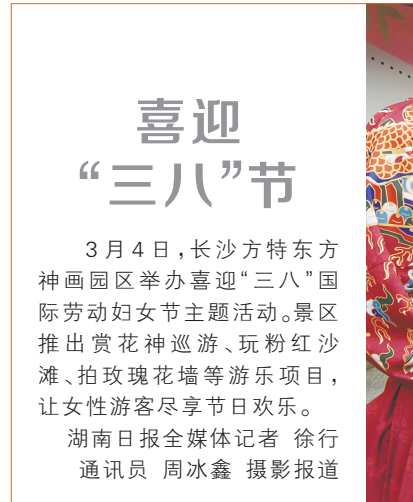 喜迎
“三八”节
3月4日，长沙方特东方
神画园区举办喜迎“三八”国
际劳动妇女节主题活动。景区
推出赏花神巡游、玩粉红沙
滩、拍玫瑰花墙等游乐项目，
让女性游客尽享节日欢乐。
湖南日报全媒体记者 徐行
通讯员 周冰鑫 摄影报道